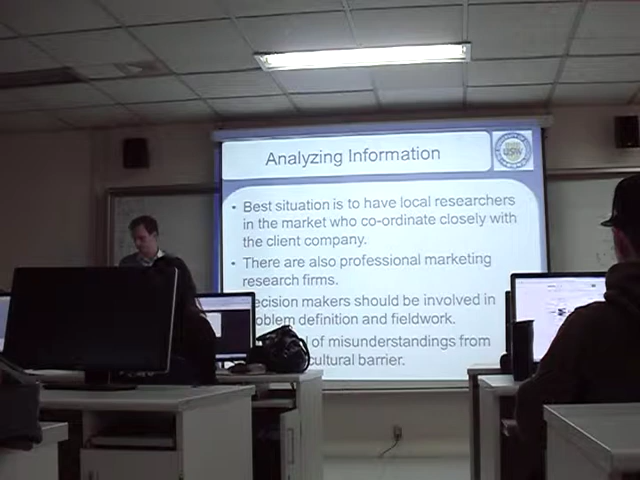 Analyzing Information
• Best situation is to have local researchers
in the market who co-ordinate closely with
the client company.
• There are also professional marketing
research firms.
ecision makers should be involved in
oblem definition and fieldwork.
of misunderstandings from
cultural barrier.